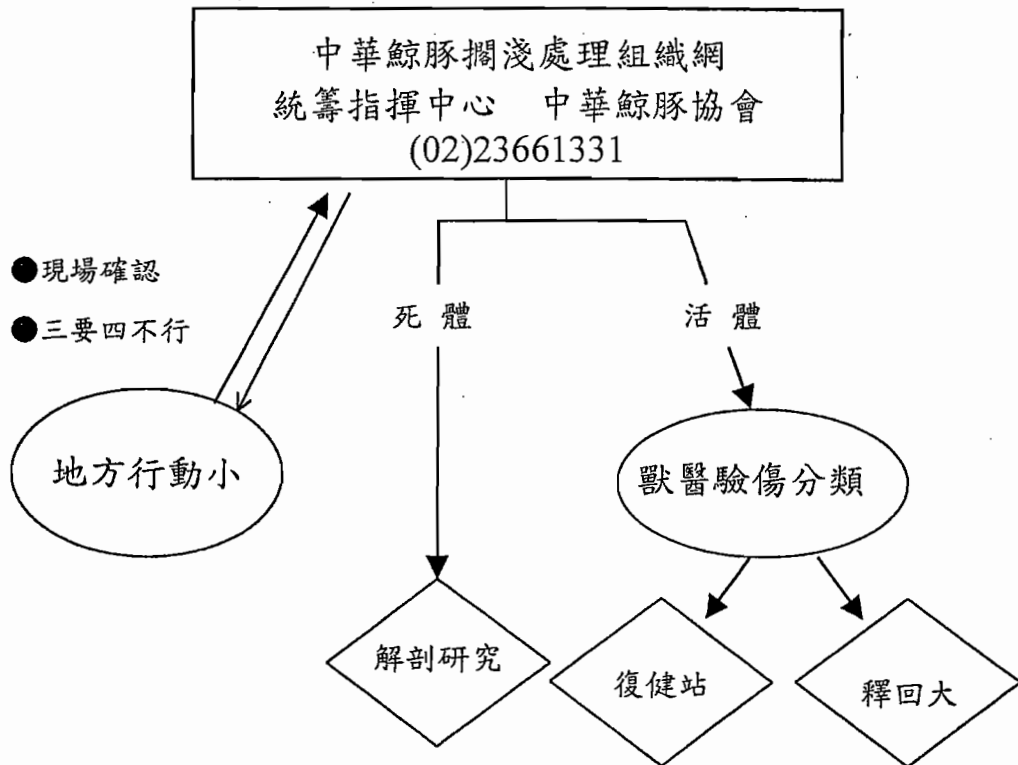 中華鯨豚擱淺處理組織網
統籌指揮中心　中華鯨豚協會
(02)23661331
●現場確認
●三要四不行
死 體
活 體
地方行動小
獸醫驗傷分類
解剖研究
復健站
釋回大